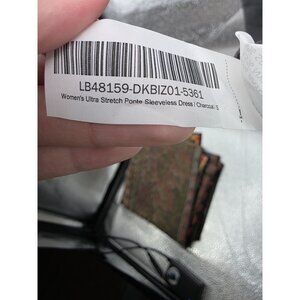 LB48159-DKBIZ01-5361
Women's Ultra Stretch Ponte Sleeveless Dress | Charcoal, S